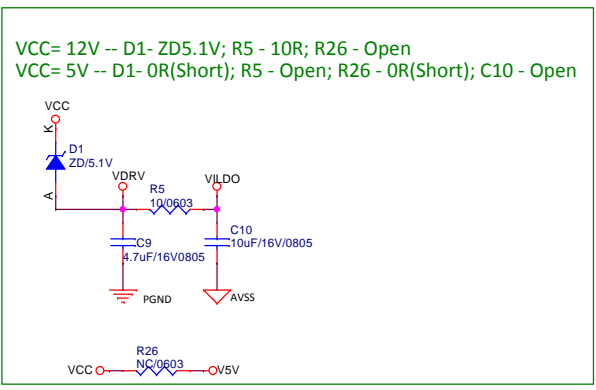 VCC= 12V -- D1- ZD5.1V; R5 - 10R; R26 - Open
VCC= 5V -- D1- 0R(Short); R5 - Open; R26 - 0R(Short); C10 - Open
VCC
K
D1
ZD/5.1V
A
VDRV
R5
10/0603
VILDO
C9
4.7uF/16V0805
C10
10uF/16V/0805
PGND
AVSS
R26
NC/0603
VCC
V5V